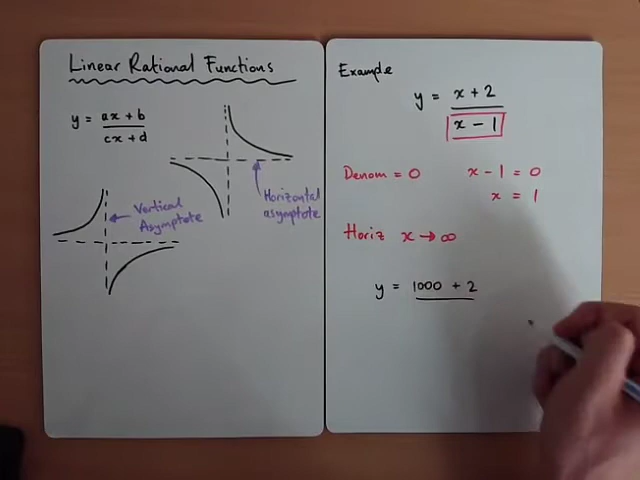 Linear Rational Functions
y = ax + b
cx + d
Vertical
Asymptote
Horizontal
asymptote
Example
y = x + 2
x - 1
Denom = 0 x - 1 = 0
x = 1
Horiz x → ∞
y = 1000 + 2